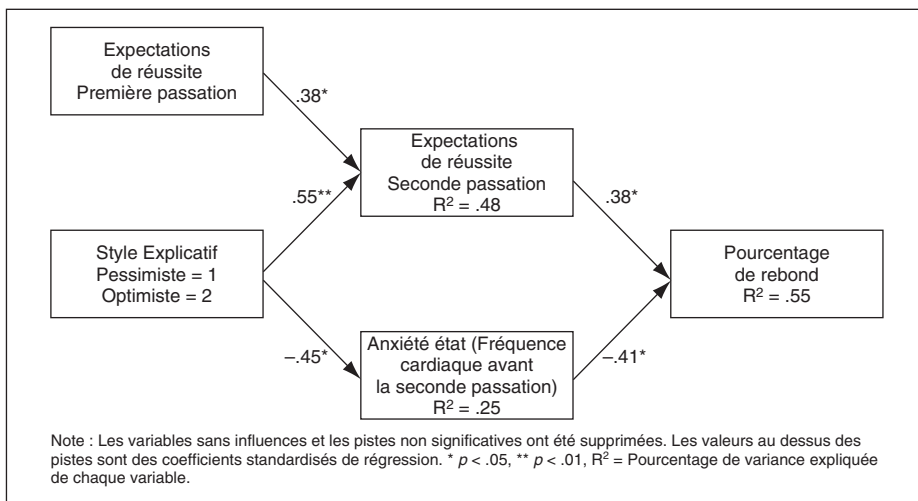 Expectations
de réussite
Première passation
.38*
Expectations
de réussite
Seconde passation
R² = .48
.55**
.38*
Style Explicatif
Pessimiste = 1
Optimiste = 2
Pourcentage
de rebond
R² = .55
–.45*
Anxiété état (Fréquence
cardiaque avant
la seconde passation)
R² = .25
–.41*
Note : Les variables sans influences et les pistes non significatives ont été supprimées. Les valeurs au dessus des
pistes sont des coefficients standardisés de régression. * p < .05, ** p < .01, R² = Pourcentage de variance expliquée
de chaque variable.